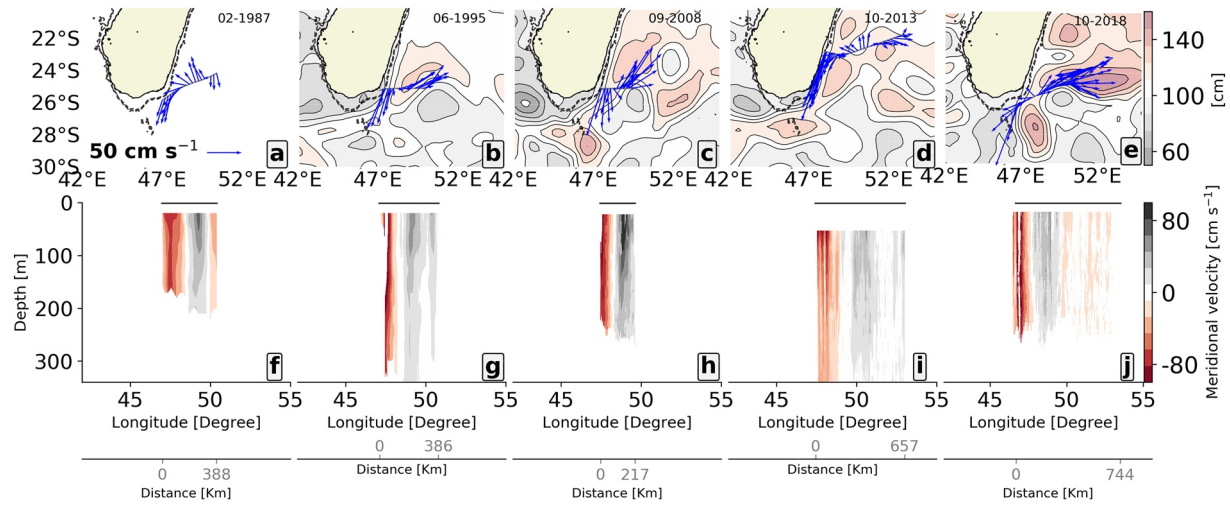 02-1987 06-1995 09-2008 10-2013 10-2018
22°S
24°S
26°S
28°S
30°S
50 cm s⁻¹
a b c d e
42°E 47°E 52°E 42°E 47°E 52°E 42°E 47°E 52°E 42°E 47°E 52°E 42°E 47°E 52°E
140
100
60
[cm]
0
100
200
300
Depth [m]
f g h i j
80
0
-80
Meridional velocity [cm s⁻¹]
45 50 55 45 50 55 45 50 55 45 50 55 45 50 55
Longitude [Degree] Longitude [Degree] Longitude [Degree] Longitude [Degree] Longitude [Degree]
0 388
Distance [Km]
0 386
Distance [Km]
0 217
Distance [Km]
0 657
Distance [Km]
0 744
Distance [Km]